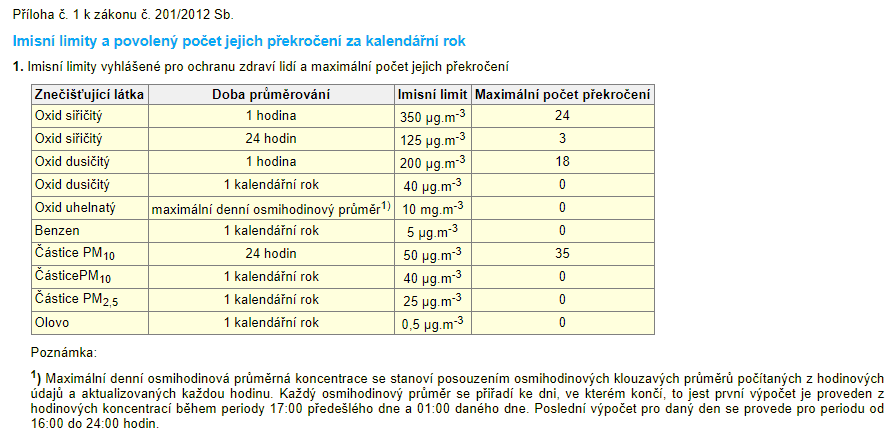 Příloha č. 1 k zákonu č. 201/2012 Sb.
Imisní limity a povolený počet jejich překročení za kalendářní rok
1. Imisní limity vyhlášené pro ochranu zdraví lidí a maximální počet jejich překročení
Znečišťující látka Doba průměrování Imisní limit Maximální počet překročení
Oxid siřičitý 1 hodina 350 µg.m-3 24
Oxid siřičitý 24 hodin 125 µg.m-3 3
Oxid dusičitý 1 hodina 200 µg.m-3 18
Oxid dusičitý 1 kalendářní rok 40 µg.m-3 0
Oxid uhelnatý maximální denní osmihodinový průměr1) 10 mg.m-3 0
Benzen 1 kalendářní rok 5 µg.m-3 0
Částice PM10 24 hodin 50 µg.m-3 35
ČásticePM10 1 kalendářní rok 40 µg.m-3 0
Částice PM2,5 1 kalendářní rok 25 µg.m-3 0
Olovo 1 kalendářní rok 0,5 µg.m-3 0
Poznámka:
1) Maximální denní osmihodinová průměrná koncentrace se stanoví posouzením osmihodinových klouzavých průměrů počítaných z hodinových
údajů a aktualizovaných každou hodinu. Každý osmihodinový průměr se přiřadí ke dni, ve kterém končí, to jest první výpočet je proveden z
hodinových koncentrací během periody 17:00 předešlého dne a 01:00 daného dne. Poslední výpočet pro daný den se provede pro periodu od
16:00 do 24:00 hodin.